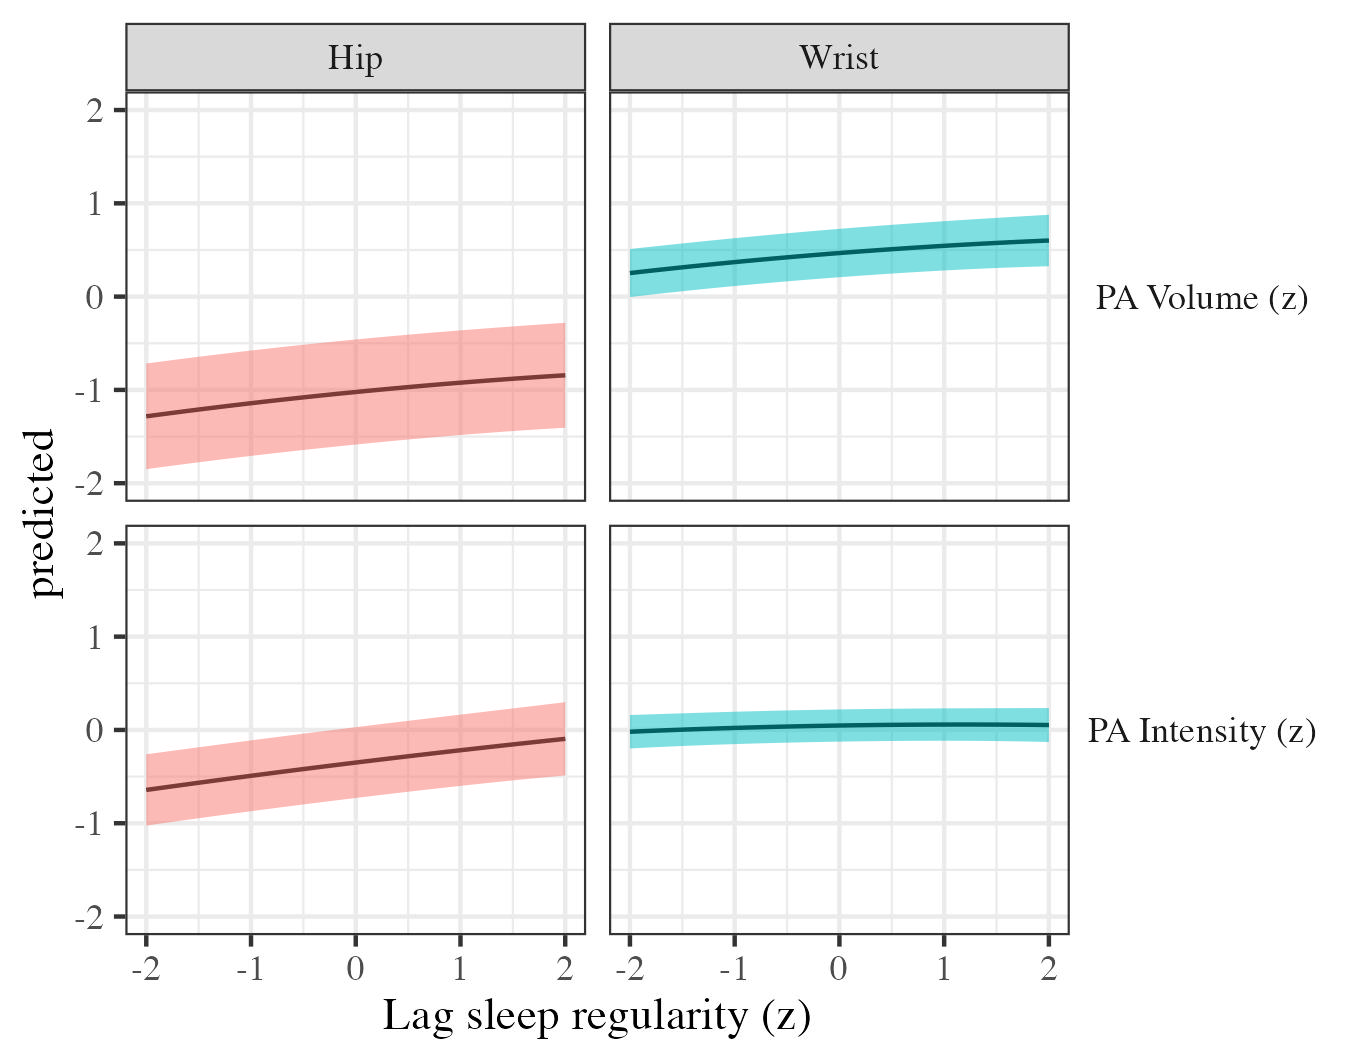 Hip
Wrist
2
1
0
-1
-2
PA Volume (z)
predicted
2
1
0
-1
-2
PA Intensity (z)
-2 -1 0 1 2
-2 -1 0 1 2
Lag sleep regularity (z)